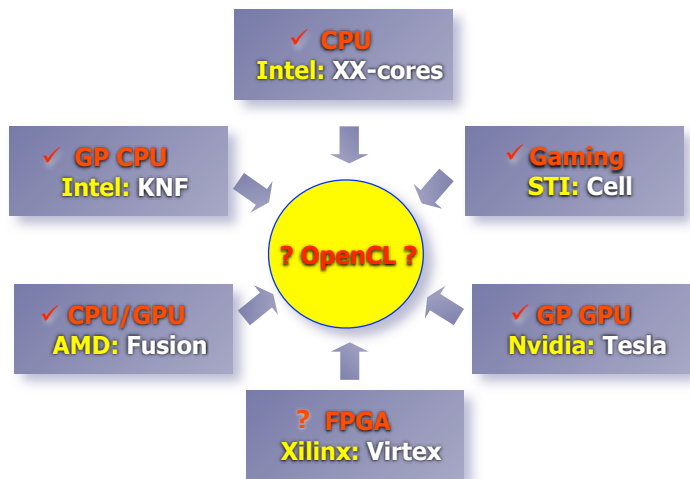 ✓ CPU
Intel: XX-cores
✓ GP CPU
Intel: KNF
✓ Gaming
STI: Cell
? OpenCL ?
✓ CPU/GPU
AMD: Fusion
✓ GP GPU
Nvidia: Tesla
? FPGA
Xilinx: Virtex